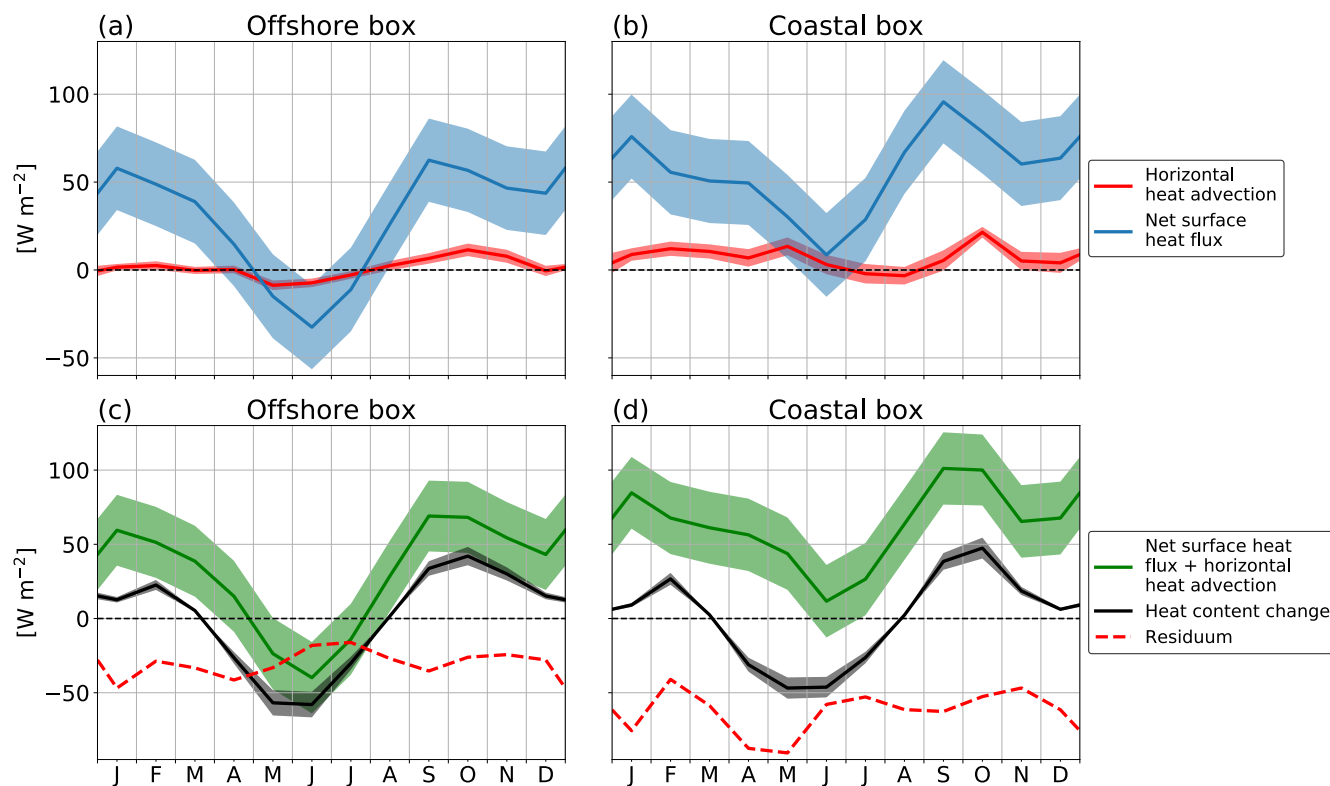 (a) Offshore box
(b) Coastal box
[W m⁻²]
100
50
0
−50
Horizontal
heat advection
Net surface
heat flux
(c) Offshore box
(d) Coastal box
[W m⁻²]
100
50
0
−50
Net surface heat
flux + horizontal
heat advection
Heat content change
Residuum
J F M A M J J A S O N D
J F M A M J J A S O N D